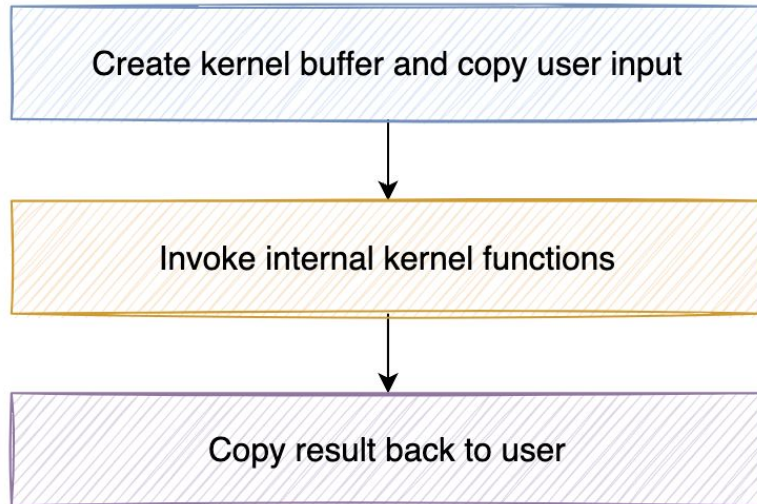 Create kernel buffer and copy user input
Invoke internal kernel functions
Copy result back to user